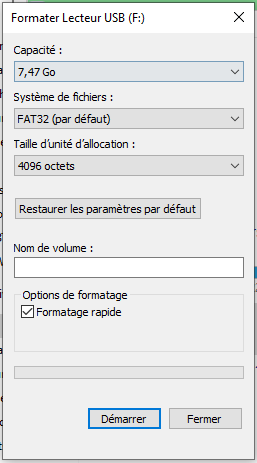 Formater Lecteur USB (F:)
Capacité :
7,47 Go
Système de fichiers :
FAT32 (par défaut)
Taille d'unité d'allocation :
4096 octets
Restaurer les paramètres par défaut
Nom de volume :
Options de formatage
Formatage rapide
Démarrer
Fermer